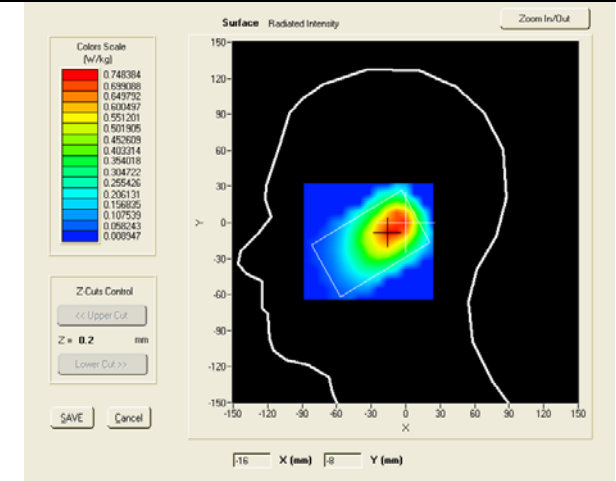 Surface Radiated Intensity
Zoom In/Out
Colors Scale
(W/kg)
0.748384
0.699088
0.649792
0.600497
0.551201
0.501905
0.452609
0.403314
0.354018
0.304722
0.255426
0.206131
0.156835
0.107539
0.058243
0.008947
150-
120-
90-
60-
30-
0-
-30-
-60-
-90-
-120-
-150-
Y
-150 -120 -90 -60 -30 0 30 60 90 120 150
X
Z-Cuts Control
<< Upper Cut
Z = 0.2 mm
Lower Cut >>
SAVE Cancel
-16 X (mm) -8 Y (mm)